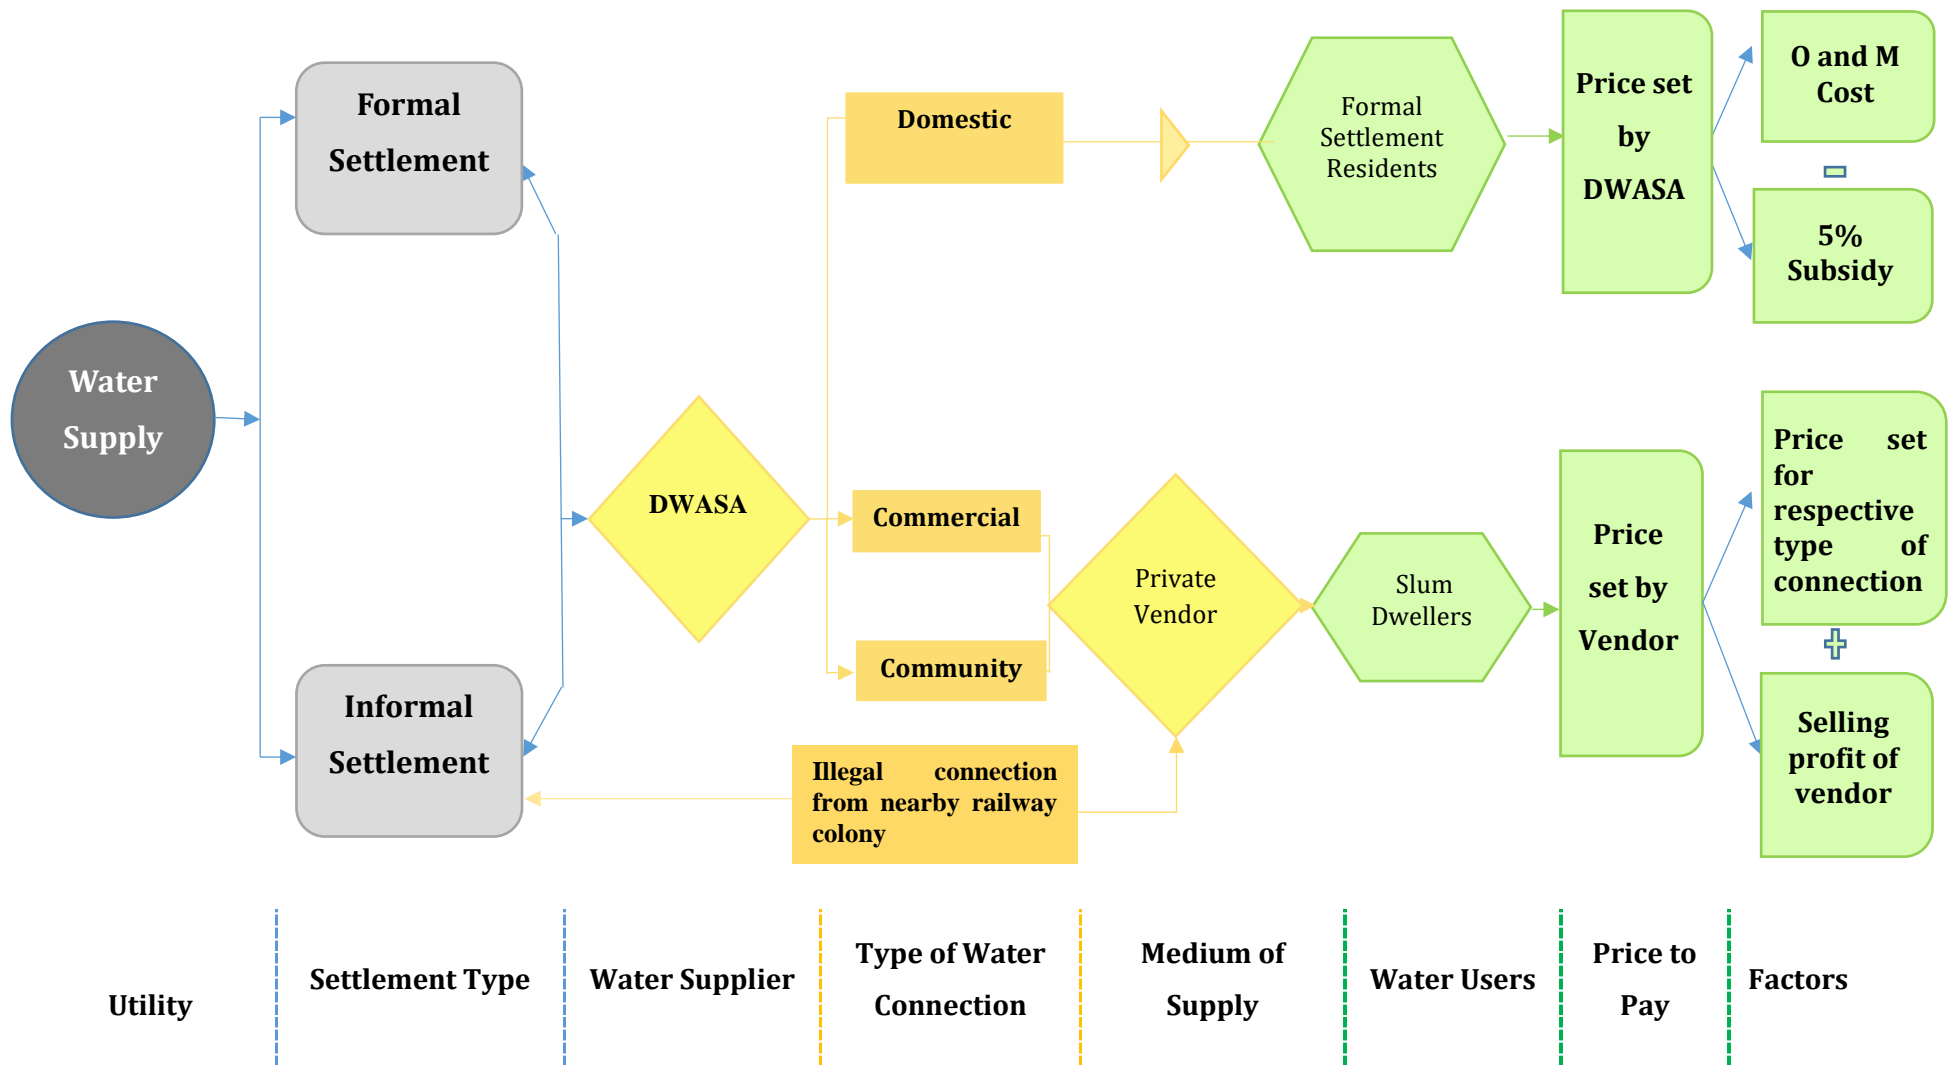 Water
Supply
Formal
Settlement
Informal
Settlement
DWASA
Domestic
Commercial
Community
Illegal connection
from nearby railway
colony
Private
Vendor
Formal
Settlement
Residents
Slum
Dwellers
Price set
by
DWASA
Price
set by
Vendor
O and M
Cost
5%
Subsidy
Price set
for
respective
type of
connection
Selling
profit of
vendor
Utility
Settlement Type
Water Supplier
Type of Water
Connection
Medium of
Supply
Water Users
Price to
Pay
Factors